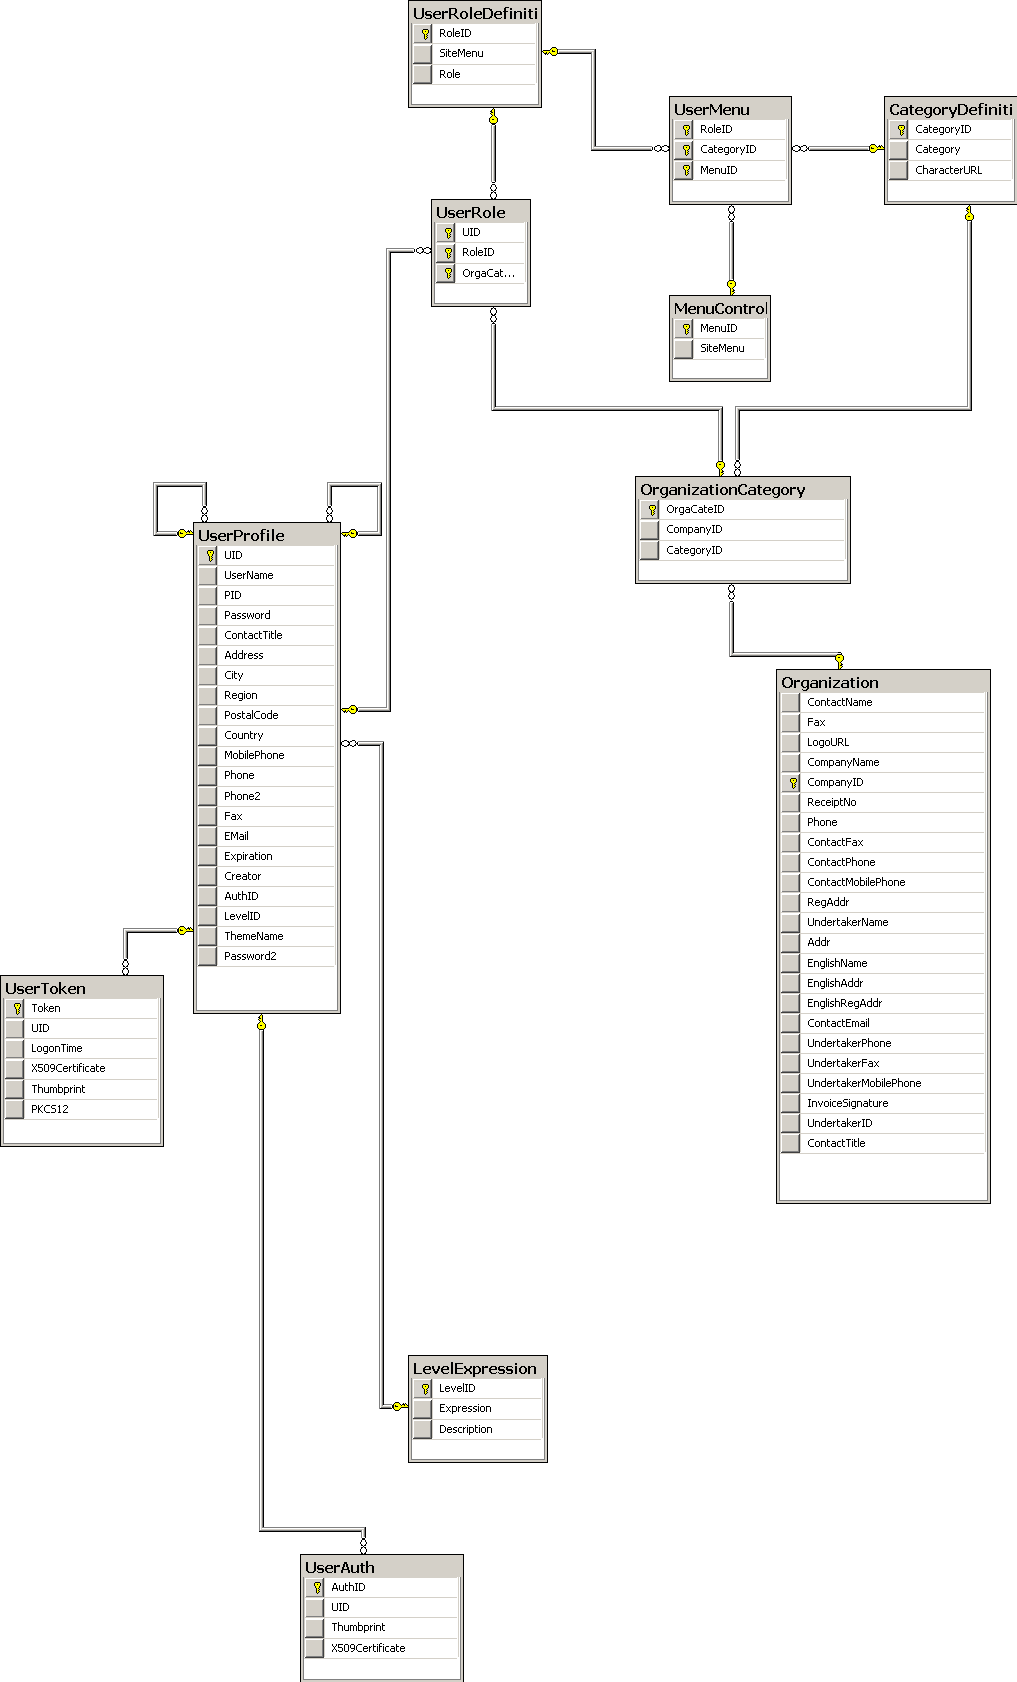 UserRoleDefiniti
RoleID
SiteMenu
Role
UserMenu
RoleID
CategoryID
MenuID
CategoryDefiniti
CategoryID
Category
CharacterURL
UserRole
UID
RoleID
OrgaCat...
MenuControl
MenuID
SiteMenu
OrganizationCategory
OrgaCateID
CompanyID
CategoryID
UserProfile
UID
UserName
PID
Password
ContactTitle
Address
City
Region
PostalCode
Country
MobilePhone
Phone
Phone2
Fax
EMail
Expiration
Creator
AuthID
LevelID
ThemeName
Password2
Organization
ContactName
Fax
LogoURL
CompanyName
CompanyID
ReceiptNo
Phone
ContactFax
ContactPhone
ContactMobilePhone
RegAddr
UndertakerName
Addr
EnglishName
EnglishAddr
EnglishRegAddr
ContactEmail
UndertakerPhone
UndertakerFax
UndertakerMobilePhone
InvoiceSignature
UndertakerID
ContactTitle
UserToken
Token
UID
LogonTime
X509Certificate
Thumbprint
PKCS12
LevelExpression
LevelID
Expression
Description
UserAuth
AuthID
UID
Thumbprint
X509Certificate